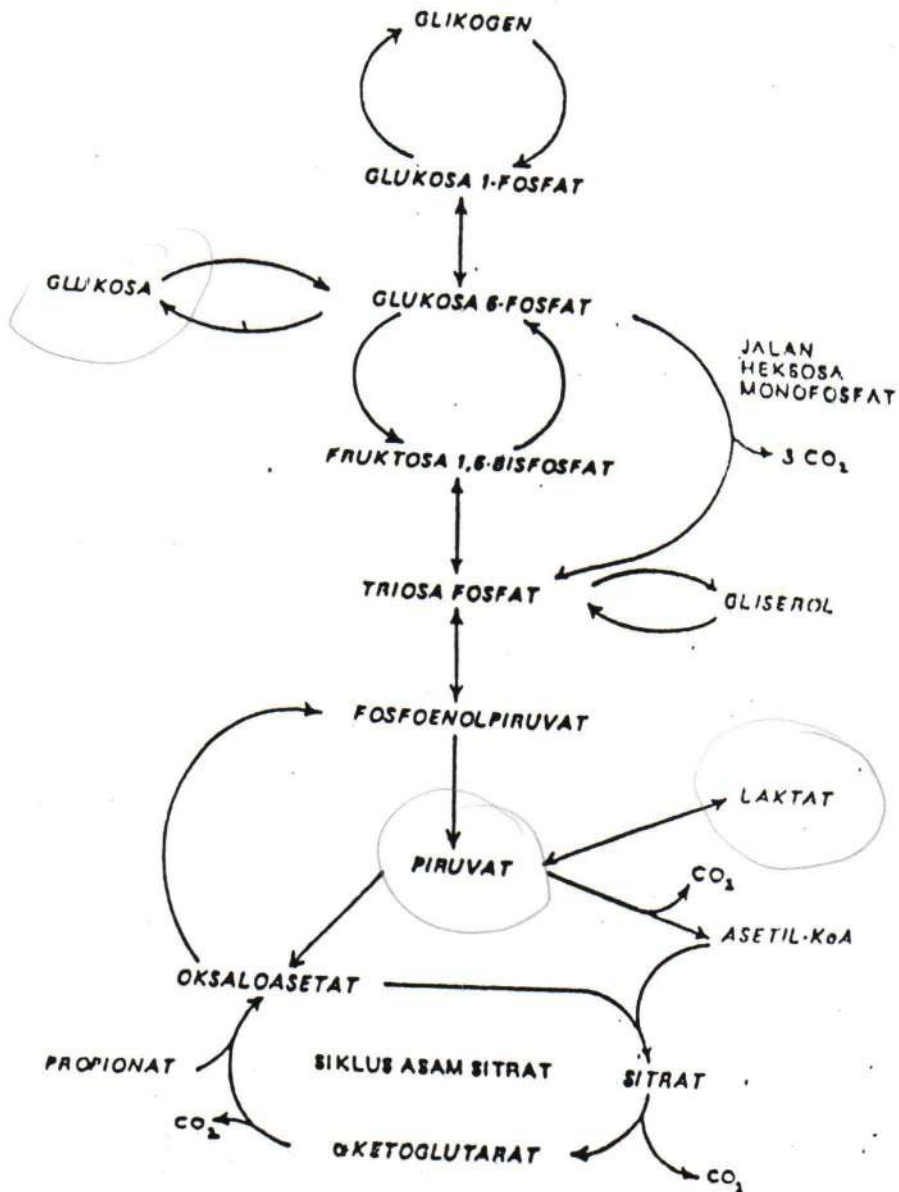 GLIKOGEN
GLUKOSA 1-FOSFAT
GLUKOSA
GLUKOSA 6-FOSFAT
JALAN
HEKSOSA
MONOFOSFAT
FRUKTOSA 1,6-BISFOSFAT
3 CO2
TRIOSA FOSFAT
GLISEROL
FOSFOENOLPIRUVAT
LAKTAT
PIRUVAT
CO2
ASETIL-KoA
OKSALOASETAT
PROPIONAT
SIKLUS ASAM SITRAT
SITRAT
CO2
αKETOGLUTARAT
CO2